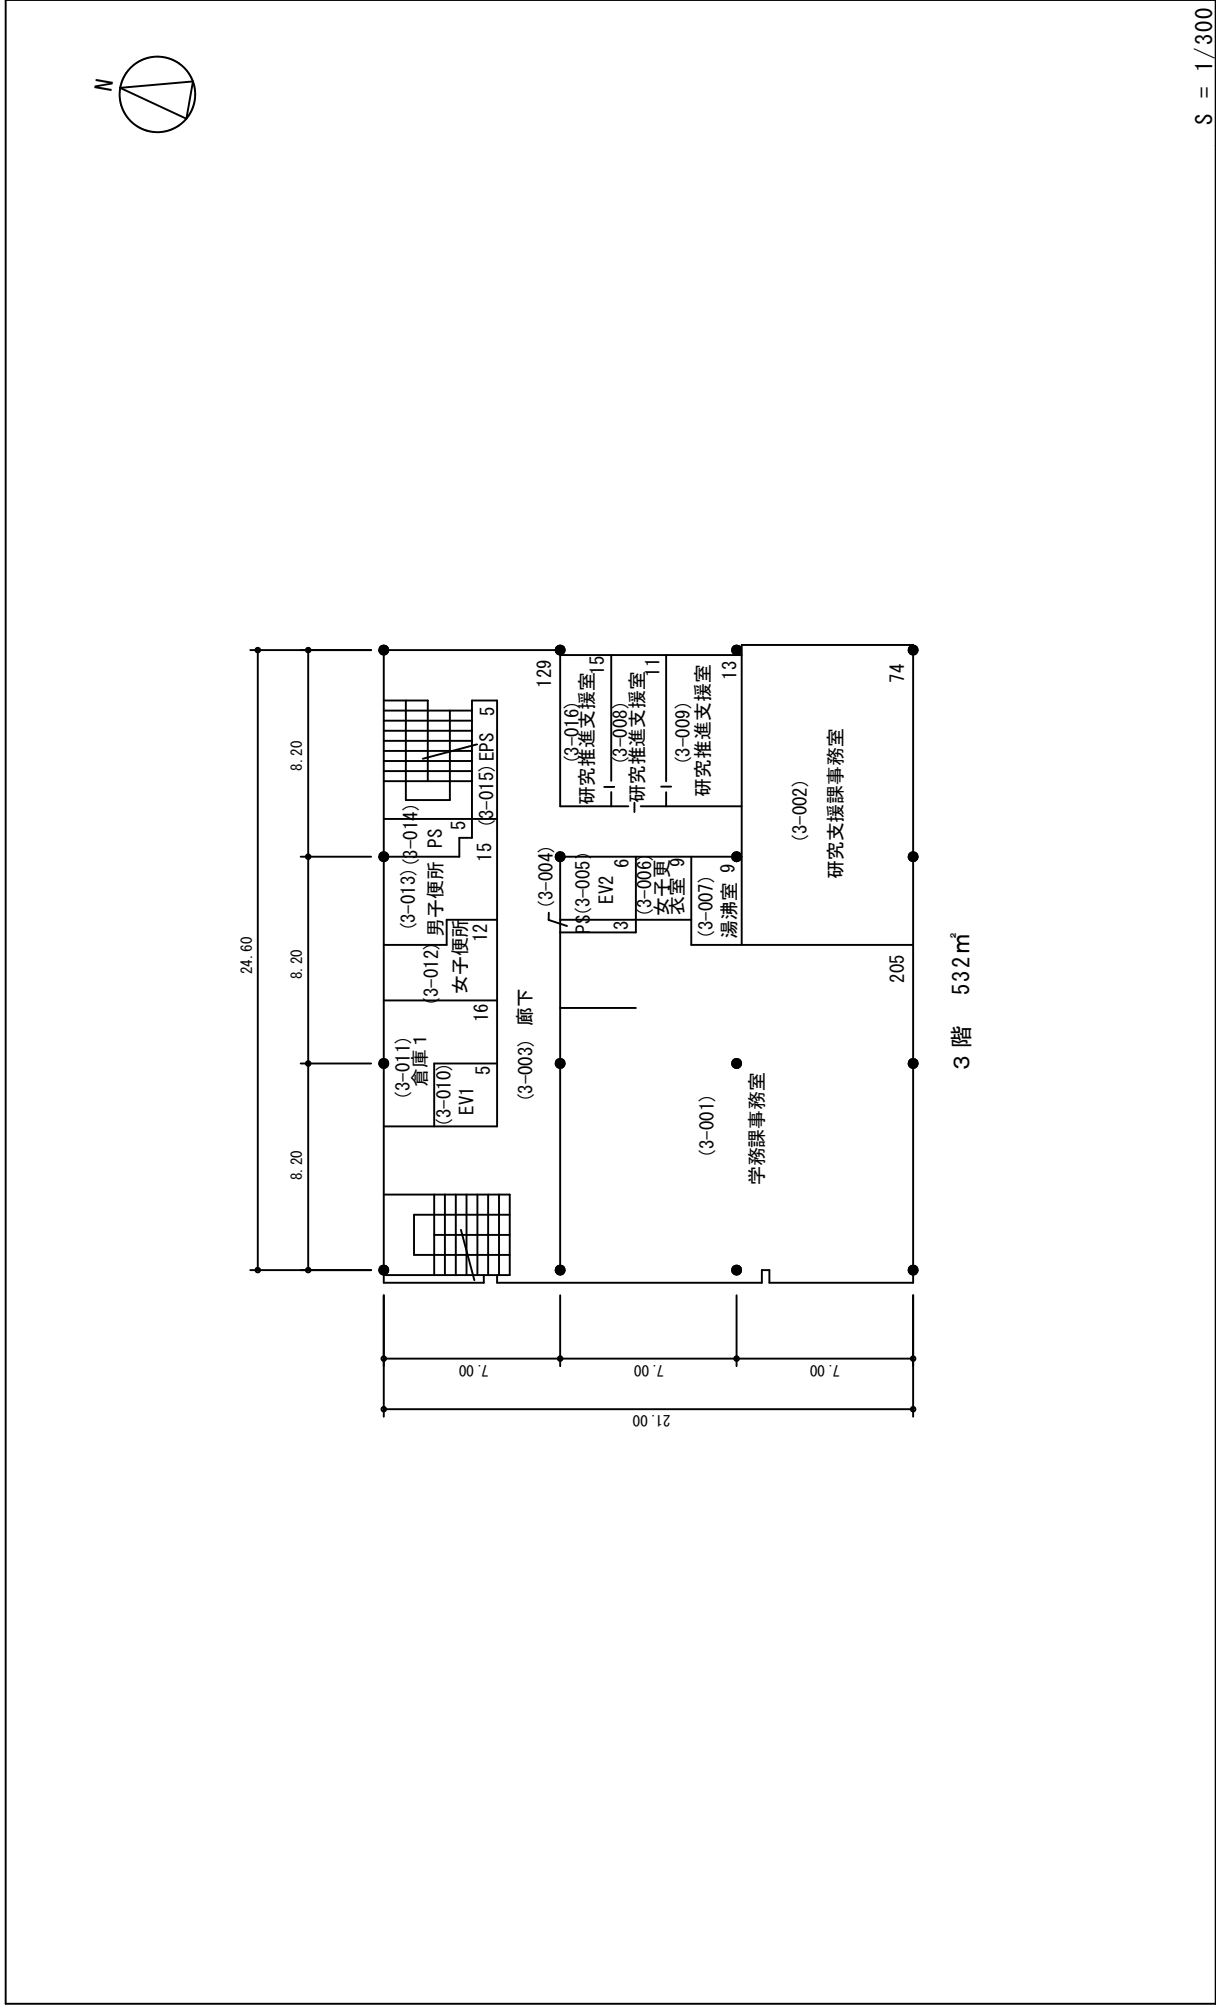 N
S = 1/300
24.60
8.20
8.20
8.20
21.00
7.00
7.00
7.00
(3-010)
EV1
5
(3-011)
倉庫1
16
(3-012)
女子便所
12
(3-013)
男子便所
15
(3-014)
PS
5
(3-015)
EPS
5
(3-003) 廊下
129
(3-004)
PS
3
(3-005)
EV2
6
(3-006)
女子更
衣室
9
(3-007)
湯沸室
9
(3-016)
研究推進支援室
15
(3-008)
研究推進支援室
11
(3-009)
研究推進支援室
13
(3-001)
学務課事務室
205
(3-002)
研究支援課事務室
74
3階 532㎡